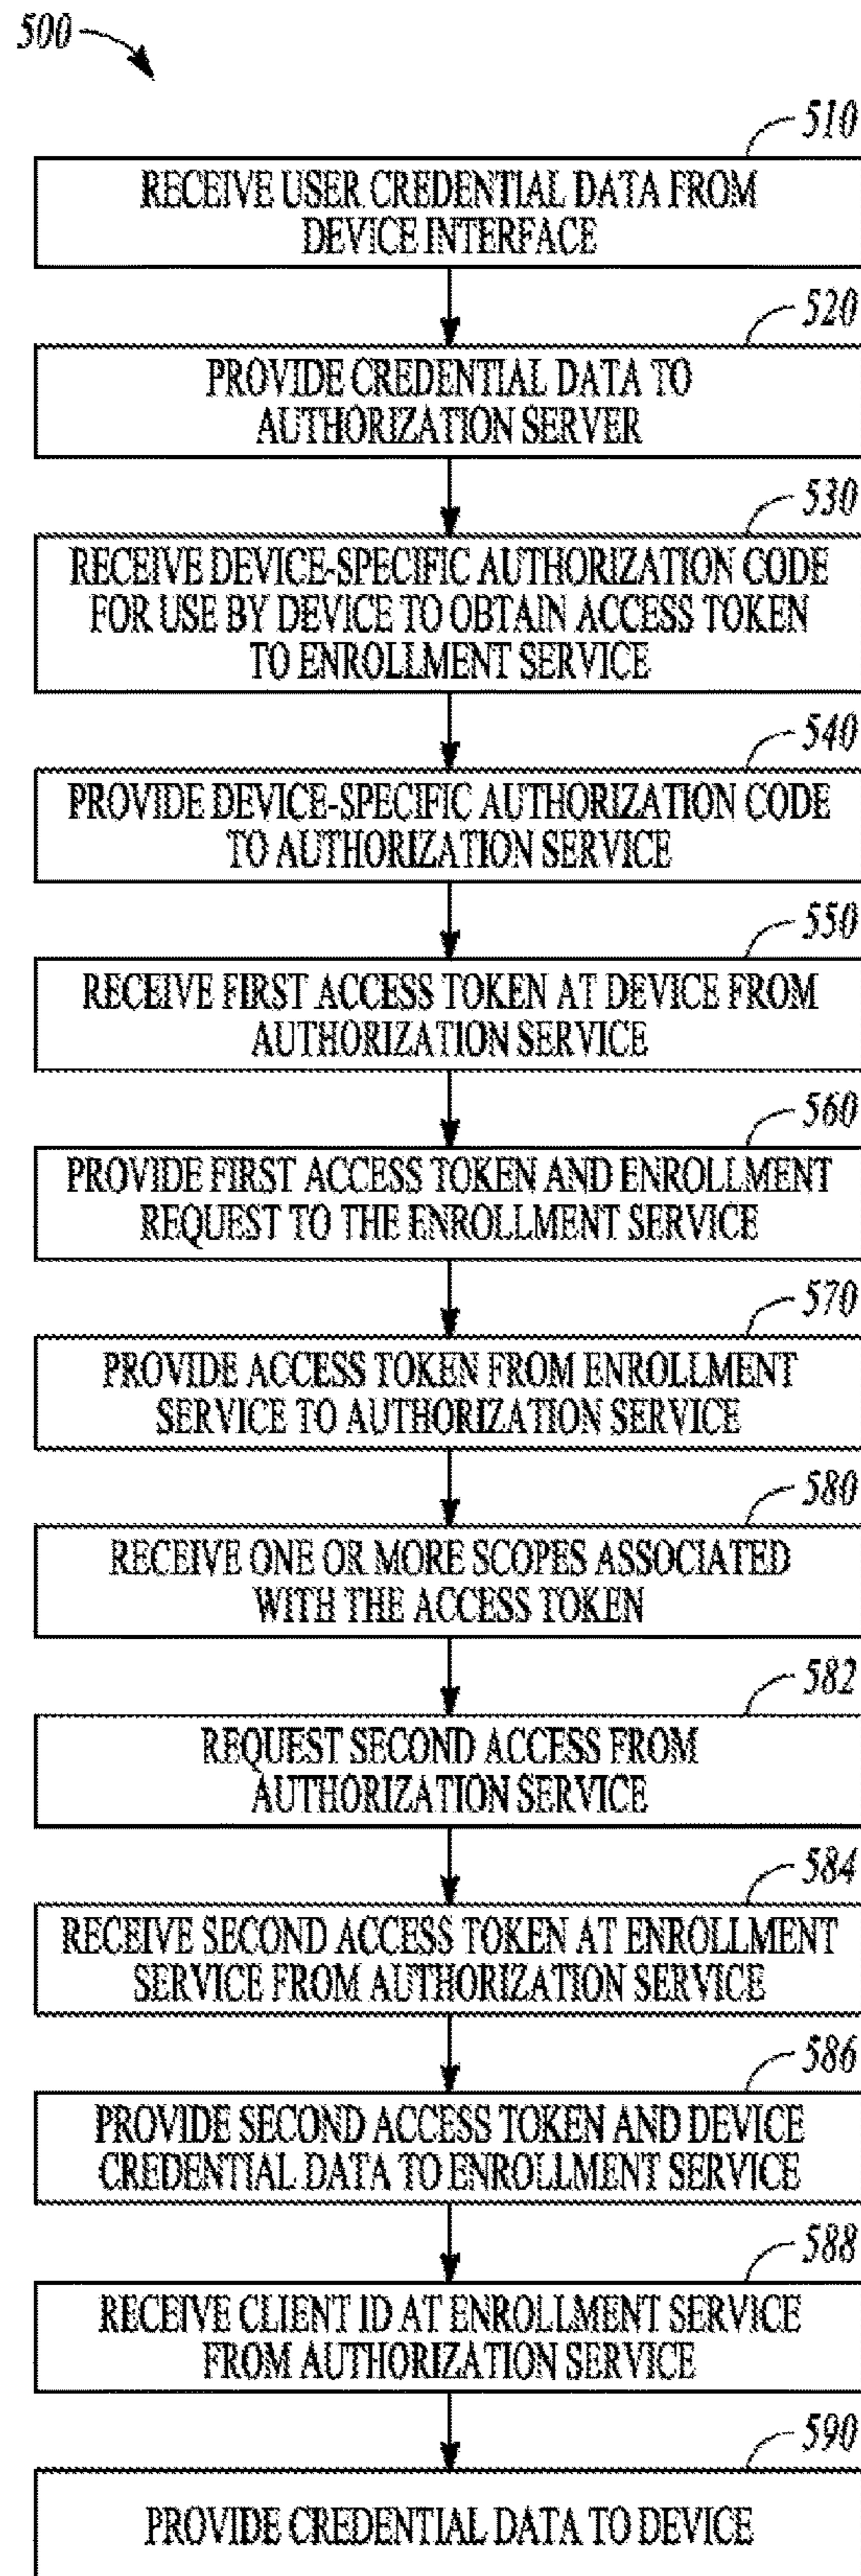 500
510
RECEIVE USER CREDENTIAL DATA FROM
DEVICE INTERFACE
520
PROVIDE CREDENTIAL DATA TO
AUTHORIZATION SERVER
530
RECEIVE DEVICE-SPECIFIC AUTHORIZATION CODE
FOR USE BY DEVICE TO OBTAIN ACCESS TOKEN
TO ENROLLMENT SERVICE
540
PROVIDE DEVICE-SPECIFIC AUTHORIZATION CODE
TO AUTHORIZATION SERVICE
550
RECEIVE FIRST ACCESS TOKEN AT DEVICE FROM
AUTHORIZATION SERVICE
560
PROVIDE FIRST ACCESS TOKEN AND ENROLLMENT
REQUEST TO THE ENROLLMENT SERVICE
570
PROVIDE ACCESS TOKEN FROM ENROLLMENT
SERVICE TO AUTHORIZATION SERVICE
580
RECEIVE ONE OR MORE SCOPES ASSOCIATED
WITH THE ACCESS TOKEN
582
REQUEST SECOND ACCESS FROM
AUTHORIZATION SERVICE
584
RECEIVE SECOND ACCESS TOKEN AT ENROLLMENT
SERVICE FROM AUTHORIZATION SERVICE
586
PROVIDE SECOND ACCESS TOKEN AND DEVICE
CREDENTIAL DATA TO ENROLLMENT SERVICE
588
RECEIVE CLIENT ID AT ENROLLMENT SERVICE
FROM AUTHORIZATION SERVICE
590
PROVIDE CREDENTIAL DATA TO DEVICE